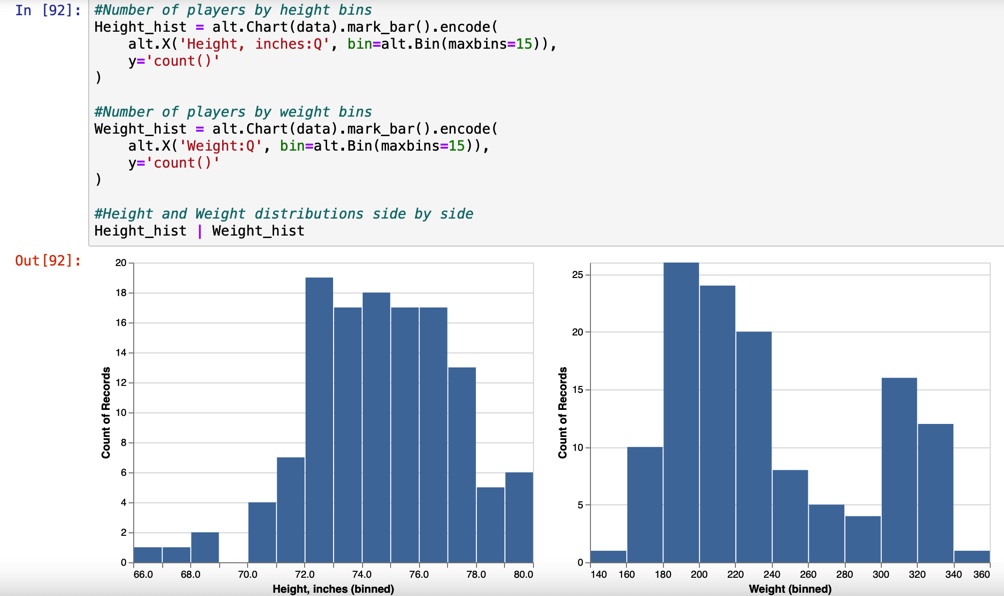 In [92]:
#Number of players by height bins
Height_hist = alt.Chart(data).mark_bar().encode(
    alt.X('Height, inches:Q', bin=alt.Bin(maxbins=15)),
    y='count()'
)
#Number of players by weight bins
Weight_hist = alt.Chart(data).mark_bar().encode(
    alt.X('Weight:Q', bin=alt.Bin(maxbins=15)),
    y='count()'
)
#Height and Weight distributions side by side
Height_hist | Weight_hist
Out[92]:
Count of Records
20
18
16
14
12
10
8
6
4
2
0
66.0 68.0 70.0 72.0 74.0 76.0 78.0 80.0
Height, inches (binned)
Count of Records
25
20
15
10
5
0
140 160 180 200 220 240 260 280 300 320 340 360
Weight (binned)